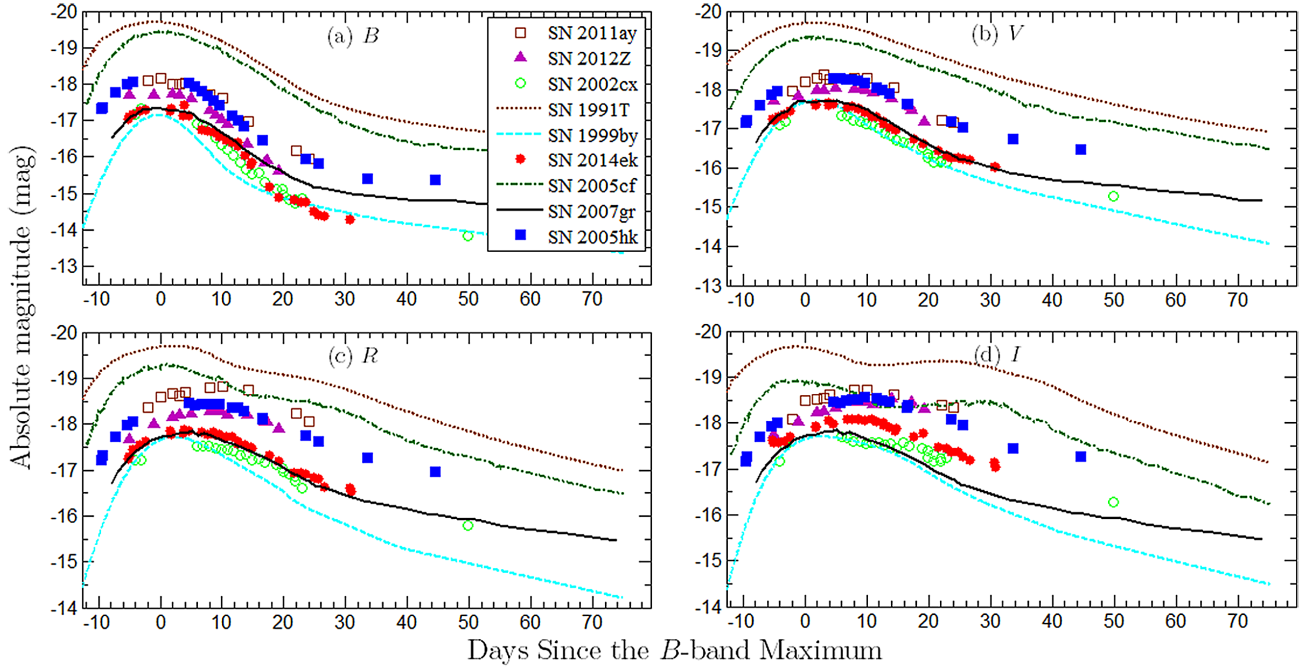 Absolute magnitude (mag)
-20
-19
-18
-17
-16
-15
-14
-13
(a) B
SN 2011ay
SN 2012Z
SN 2002cx
SN 1991T
SN 1999by
SN 2014ek
SN 2005cf
SN 2007gr
SN 2005hk
-10 0 10 20 30 40 50 60 70
-20
-19
-18
-17
-16
-15
-14
-13
(b) V
-10 0 10 20 30 40 50 60 70
-20
-19
-18
-17
-16
-15
-14
(c) R
-10 0 10 20 30 40 50 60 70
-20
-19
-18
-17
-16
-15
-14
(d) I
-10 0 10 20 30 40 50 60 70
Days Since the B-band Maximum